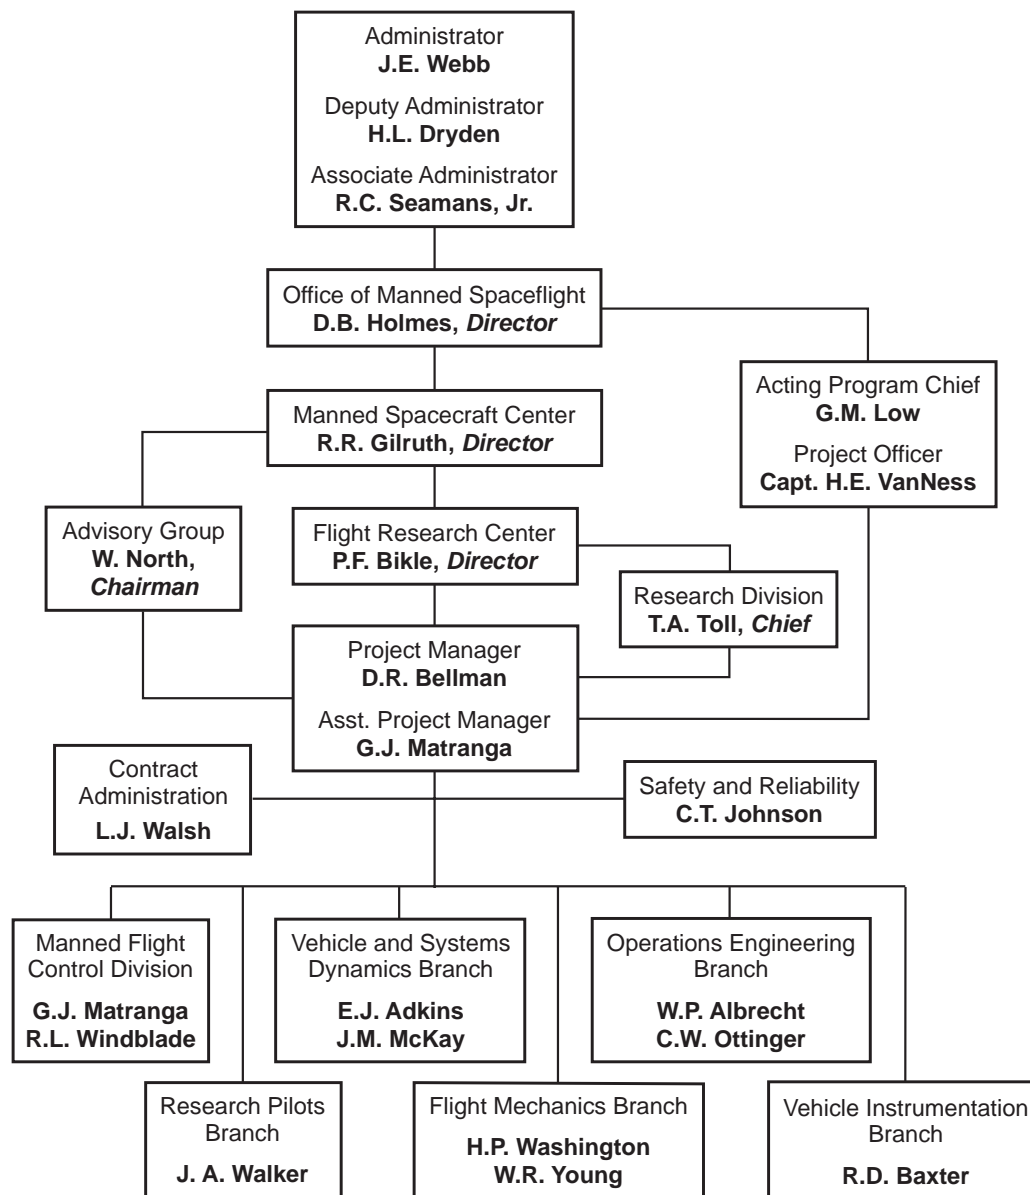 Administrator
J.E. Webb
Deputy Administrator
H.L. Dryden
Associate Administrator
R.C. Seamans, Jr.
Office of Manned Spaceflight
D.B. Holmes, Director
Acting Program Chief
G.M. Low
Project Officer
Capt. H.E. VanNess
Manned Spacecraft Center
R.R. Gilruth, Director
Advisory Group
W. North,
Chairman
Flight Research Center
P.F. Bikle, Director
Research Division
T.A. Toll, Chief
Project Manager
D.R. Bellman
Asst. Project Manager
G.J. Matranga
Contract
Administration
L.J. Walsh
Safety and Reliability
C.T. Johnson
Manned Flight
Control Division
G.J. Matranga
R.L. Windblade
Vehicle and Systems
Dynamics Branch
E.J. Adkins
J.M. McKay
Operations Engineering
Branch
W.P. Albrecht
C.W. Ottinger
Research Pilots
Branch
J. A. Walker
Flight Mechanics Branch
H.P. Washington
W.R. Young
Vehicle Instrumentation
Branch
R.D. Baxter